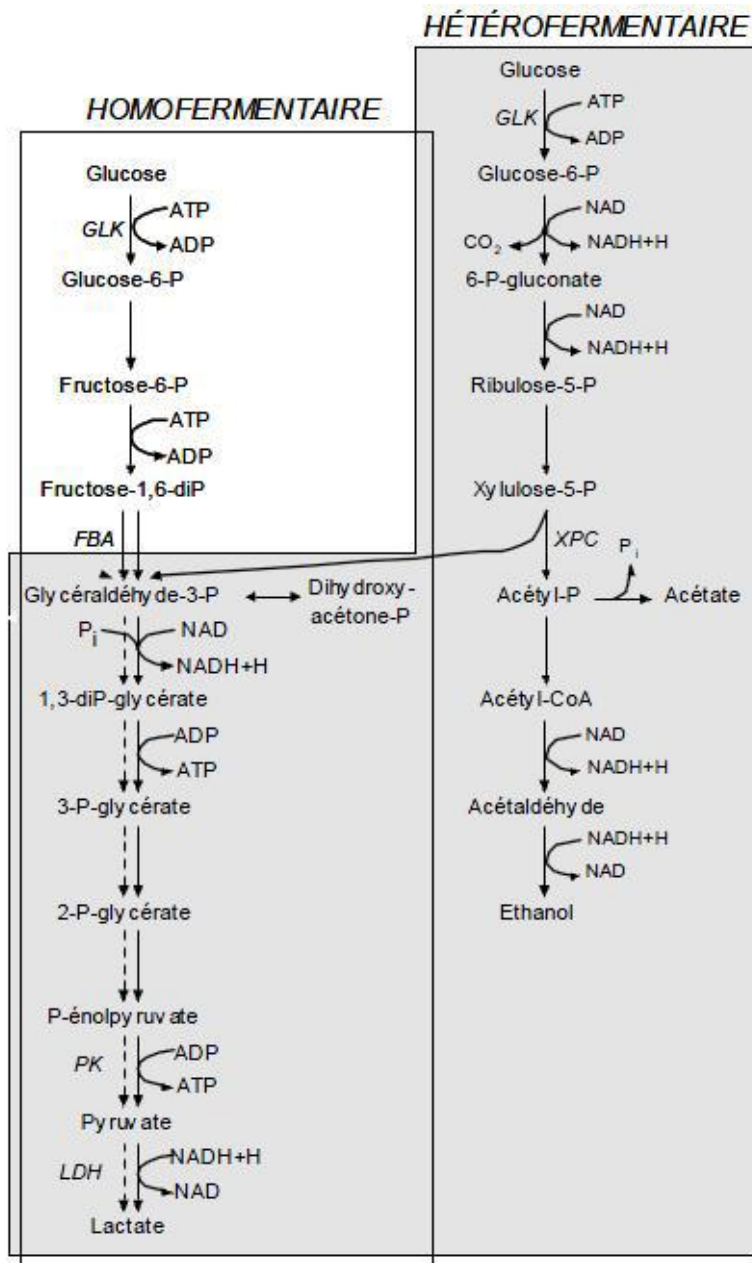 HÉTÉROFERMENTAIRE
HOMOFERMENTAIRE
Glucose
GLK
ATP
ADP
Glucose-6-P
Fructose-6-P
ATP
ADP
Fructose-1,6-diP
FBA
Glycéraldéhyde-3-P
Dihydroxy-
acétone-P
Pi
NAD
NADH+H
1,3-diP-glycérate
ADP
ATP
3-P-glycérate
2-P-glycérate
P-énolpyruvate
PK
ADP
ATP
Pyruvate
LDH
NADH+H
NAD
Lactate
Glucose
GLK
ATP
ADP
Glucose-6-P
CO2
NAD
NADH+H
6-P-gluconate
NAD
NADH+H
Ribulose-5-P
Xylulose-5-P
XPC
Pi
Acétyl-P
Acétate
Acétyl-CoA
NAD
NADH+H
Acétaldéhyde
NADH+H
NAD
Ethanol